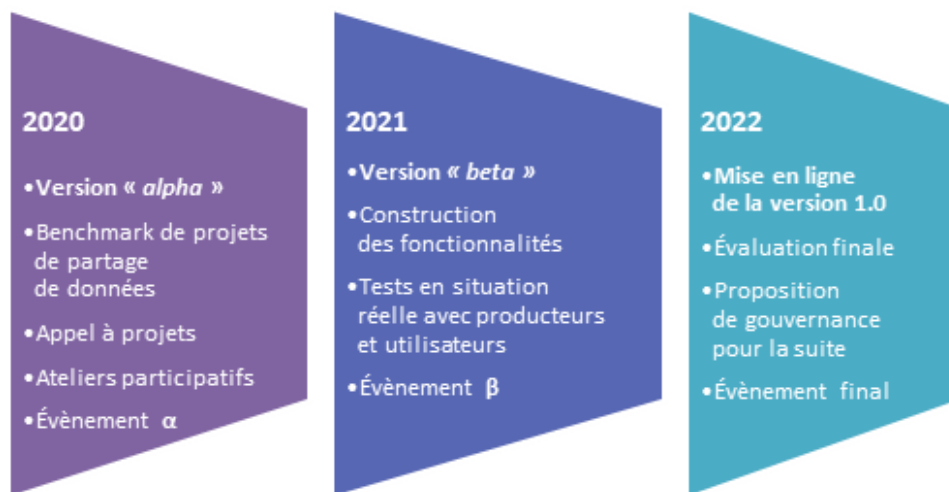 2020
•Version « alpha »
•Benchmark de projets
de partage
de données
•Appel à projets
•Ateliers participatifs
•Évènement α
2021
•Version « beta »
•Construction
des fonctionnalités
•Tests en situation
réelle avec producteurs
et utilisateurs
•Évènement β
2022
•Mise en ligne
de la version 1.0
•Évaluation finale
•Proposition
de gouvernance
pour la suite
•Évènement final